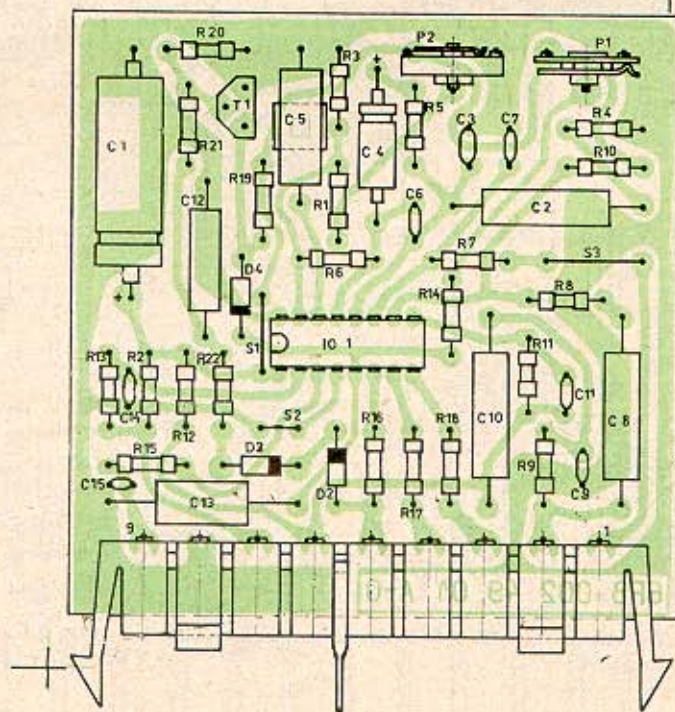 R20
P2
P1
R3
T1
C5
R5
C3
C7
R4
C1
R21
C4
R10
R19
R1
C12
C6
C2
R6
R7
S3
D4
R14
R8
S1
IO 1
R13
R2
R22
R11
C14
R12
S2
R16
R18
C10
C11
C8
R15
D3
D2
R17
R9
C15
C13
C9
9
1